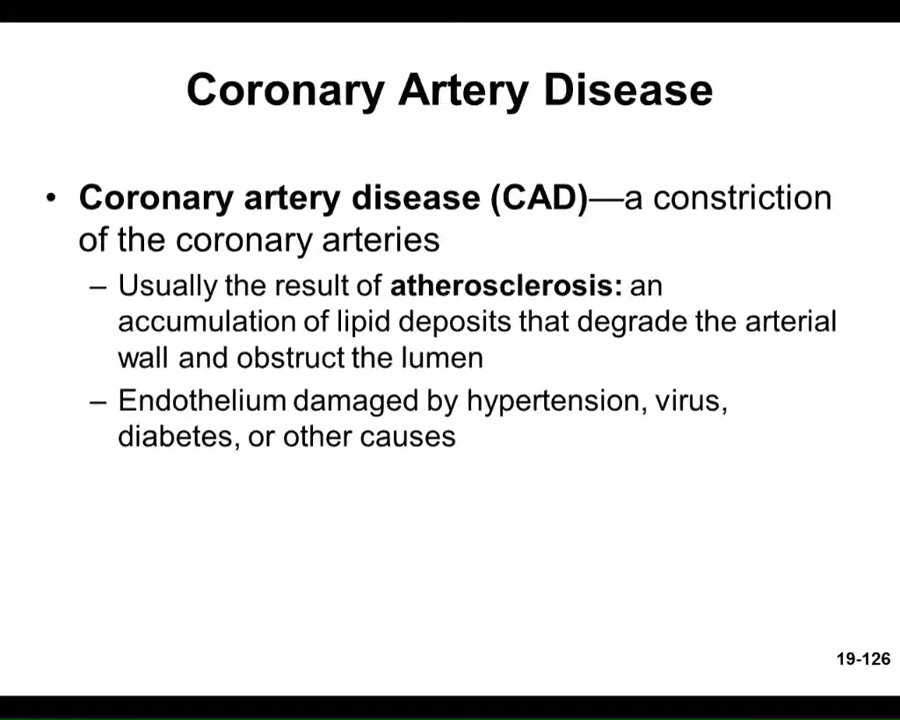 Coronary Artery Disease
• Coronary artery disease (CAD)—a constriction
of the coronary arteries
– Usually the result of atherosclerosis: an
accumulation of lipid deposits that degrade the arterial
wall and obstruct the lumen
– Endothelium damaged by hypertension, virus,
diabetes, or other causes
19-126